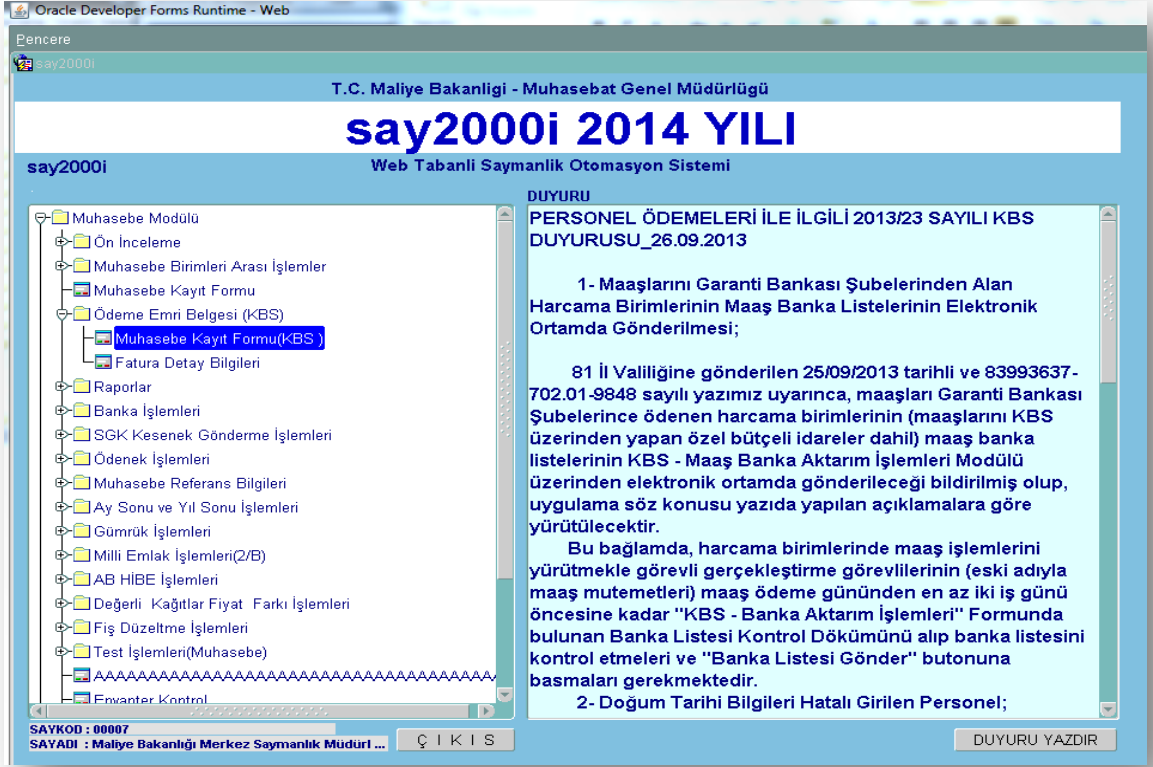 Oracle Developer Forms Runtime - Web
Pencere
say2000i
T.C. Maliye Bakanligi - Muhasebat Genel Müdürlügü
say2000i 2014 YILI
say2000i
Web Tabanli Saymanlik Otomasyon Sistemi
Muhasebe Modülü
Ön İnceleme
Muhasebe Birimleri Arası İşlemler
Muhasebe Kayıt Formu
Ödeme Emri Belgesi (KBS)
Muhasebe Kayıt Formu(KBS )
Fatura Detay Bilgileri
Raporlar
Banka İşlemleri
SGK Kesenek Gönderme İşlemleri
Ödenek İşlemleri
Muhasebe Referans Bilgileri
Ay Sonu ve Yıl Sonu İşlemleri
Gümrük İşlemleri
Milli Emlak İşlemleri(2/B)
AB HİBE İşlemleri
Değerli Kağıtlar Fiyat Farkı İşlemleri
Fiş Düzeltme İşlemleri
Test İşlemleri(Muhasebe)
Envanter Kontrol
DUYURU
PERSONEL ÖDEMELERİ İLE İLGİLİ 2013/23 SAYILI KBS
DUYURUSU_26.09.2013
1- Maaşlarını Garanti Bankası Şubelerinden Alan
Harcama Birimlerinin Maaş Banka Listelerinin Elektronik
Ortamda Gönderilmesi;
81 İl Valiliğine gönderilen 25/09/2013 tarihli ve 83993637-
702.01-9848 sayılı yazımız uyarınca, maaşları Garanti Bankası
Şubelerince ödenen harcama birimlerinin (maaşlarını KBS
üzerinden yapan özel bütçeli idareler dahil) maaş banka
listelerinin KBS - Maaş Banka Aktarım İşlemleri Modülü
üzerinden elektronik ortamda gönderileceği bildirilmiş olup,
uygulama söz konusu yazıda yapılan açıklamalara göre
yürütülecektir.
Bu bağlamda, harcama birimlerinde maaş işlemlerini
yürütmekle görevli gerçekleştirme görevlilerinin (eski adıyla
maaş mutemetleri) maaş ödeme gününden en az iki iş günü
öncesine kadar "KBS - Banka Aktarım İşlemleri" Formunda
bulunan Banka Listesi Kontrol Dökümünü alıp banka listesini
kontrol etmeleri ve "Banka Listesi Gönder" butonuna
basmaları gerekmektedir.
2- Doğum Tarihi Bilgileri Hatalı Girilen Personel;
SAYKOD : 00007
SAYADI : Maliye Bakanlığı Merkez Saymanlık Müdürl ...
Ç I K I S
DUYURU YAZDIR